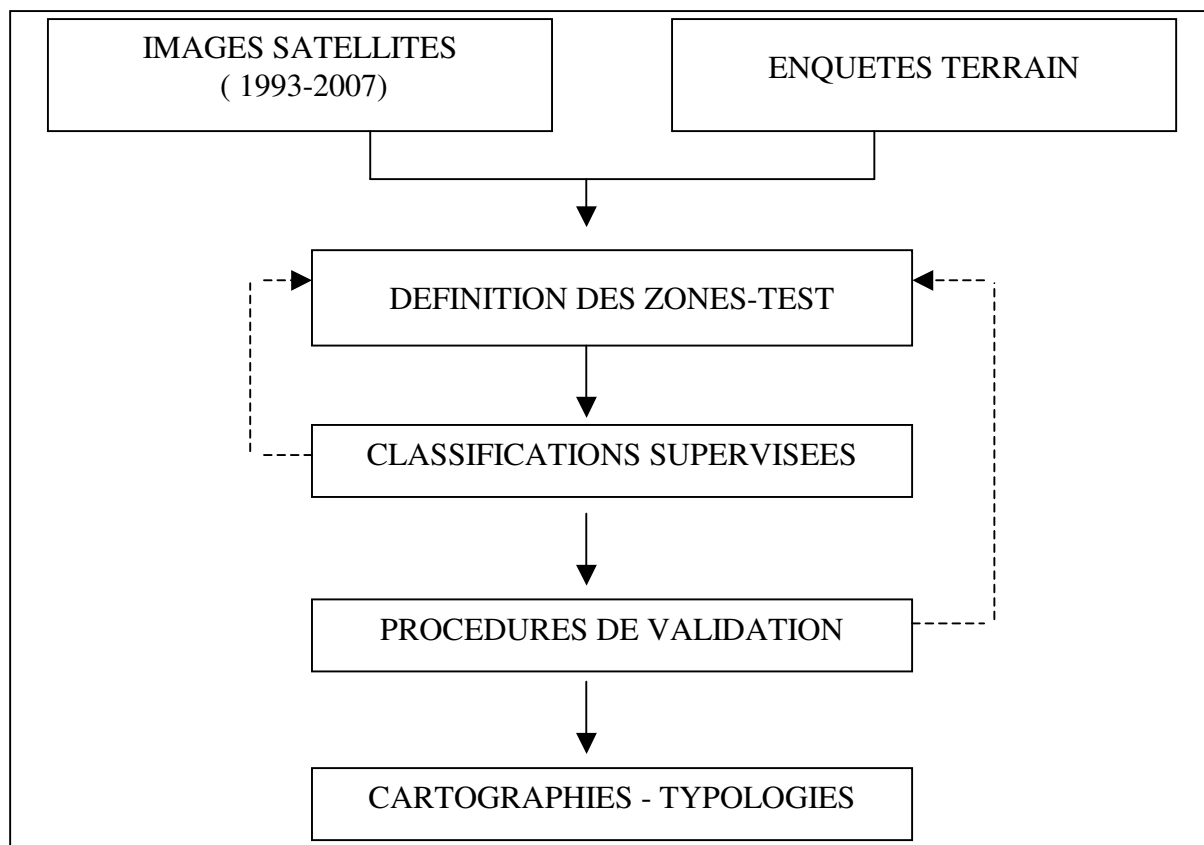 IMAGES SATELLITES
( 1993-2007)
ENQUETES TERRAIN
DEFINITION DES ZONES-TEST
CLASSIFICATIONS SUPERVISEES
PROCEDURES DE VALIDATION
CARTOGRAPHIES - TYPOLOGIES